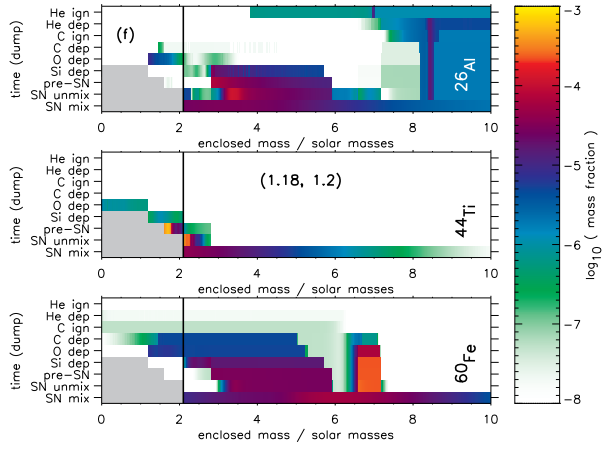 (f)
time (dump)
He ign
He dep
C ign
C dep
O dep
Si dep
pre-SN
SN unmix
SN mix
26Al
0 2 4 6 8 10
enclosed mass / solar masses
time (dump)
He ign
He dep
C ign
C dep
O dep
Si dep
pre-SN
SN unmix
SN mix
(1.18, 1.2)
44Ti
0 2 4 6 8 10
enclosed mass / solar masses
time (dump)
He ign
He dep
C ign
C dep
O dep
Si dep
pre-SN
SN unmix
SN mix
60Fe
0 2 4 6 8 10
enclosed mass / solar masses
-3
-4
-5
-6
-7
-8
log10 ( mass fraction )